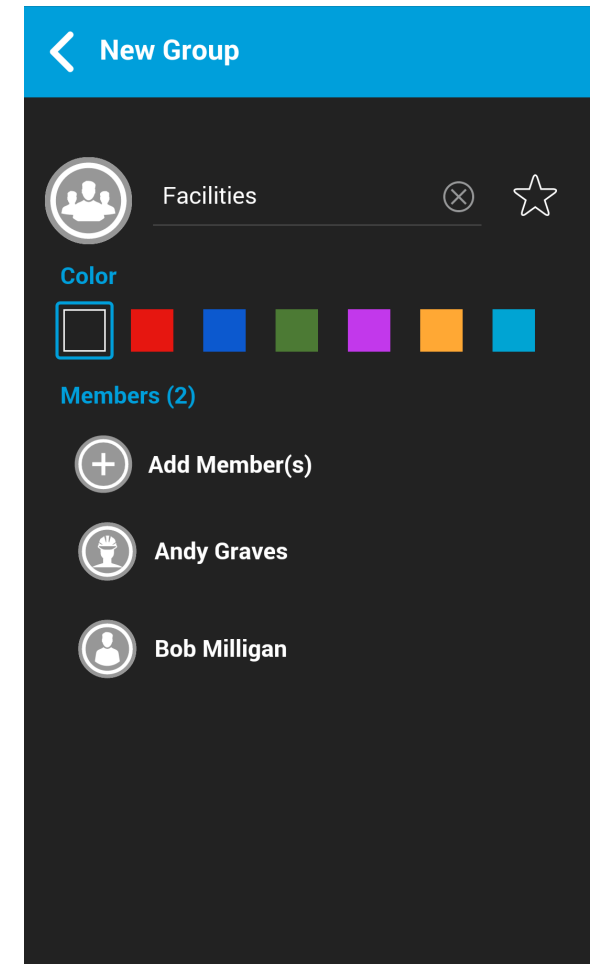 New Group
Facilities
Color
Members (2)
Add Member(s)
Andy Graves
Bob Milligan